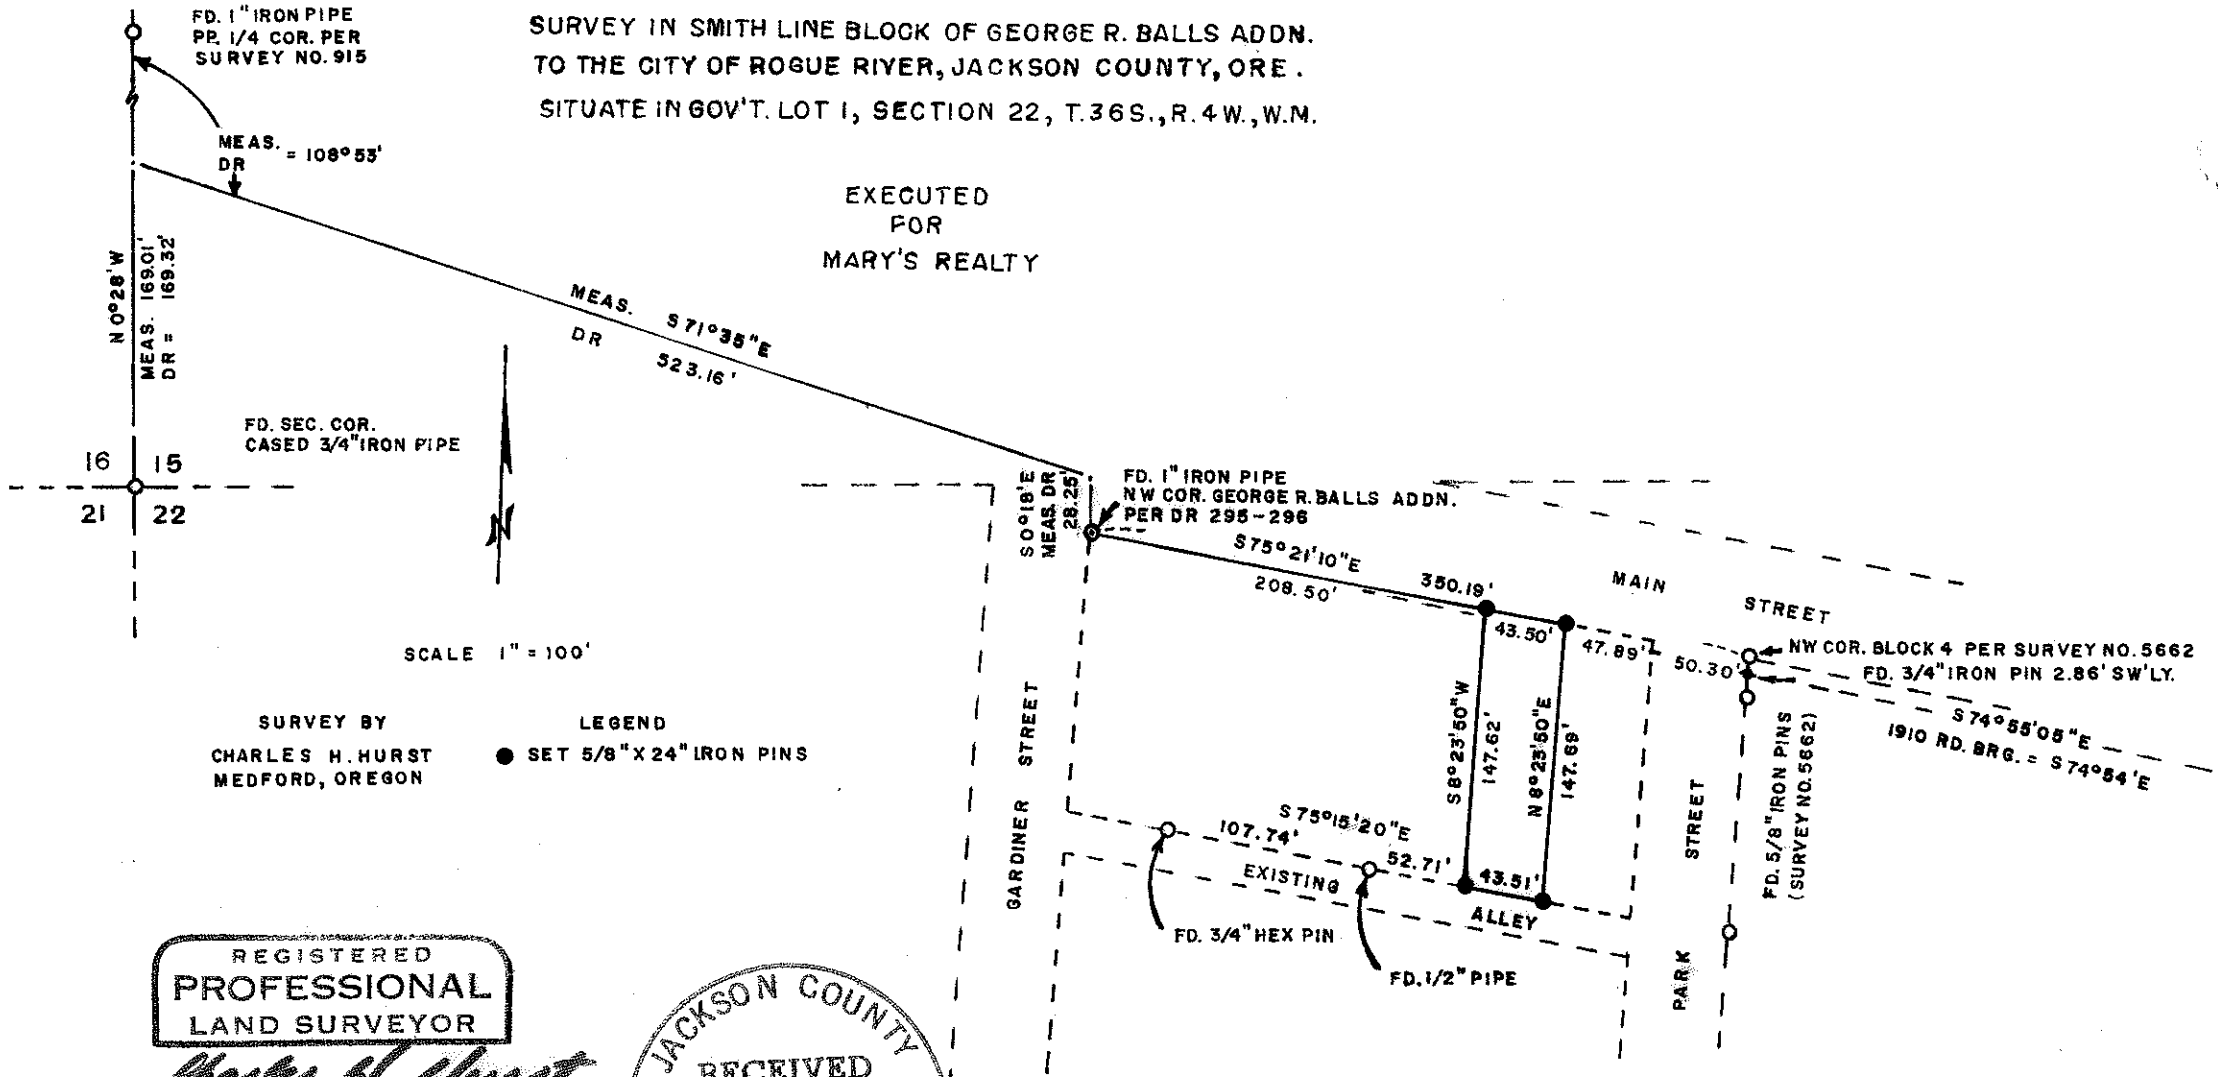 FD. 1" IRON PIPE
PP. 1/4 COR. PER
SURVEY NO. 915
SURVEY IN SMITH LINE BLOCK OF GEORGE R. BALLS ADDN.
TO THE CITY OF ROGUE RIVER, JACKSON COUNTY, ORE.
SITUATE IN GOV'T. LOT 1, SECTION 22, T.36S., R.4W., W.M.
MEAS.
DR = 108°53'
EXECUTED
FOR
MARY'S REALTY
N 0°28'W
MEAS. 169.01'
DR = 169.32'
MEAS. S 71°35"E
DR 523.16'
FD. SEC. COR.
CASED 3/4" IRON PIPE
16 15
21 22
N
S 0°18'E
MEAS. DR
28.25'
FD. 1" IRON PIPE
NW COR. GEORGE R. BALLS ADDN.
PER DR 295-296
S75°21'10"E
208.50'
350.19'
MAIN STREET
43.50'
47.89'
50.30'
NW COR. BLOCK 4 PER SURVEY NO. 5662
FD. 3/4" IRON PIN 2.86' SW'LY.
S 74°55'05"E
1910 RD. BRG. = S 74°54'E
SCALE 1" = 100'
SURVEY BY
CHARLES H. HURST
MEDFORD, OREGON
LEGEND
SET 5/8" X 24" IRON PINS
GARDINER STREET
S 8°23'50"W
147.62'
N 8°23'50"E
147.69'
FD. 5/8" IRON PINS
(SURVEY NO. 5662)
PARK STREET
S 75°15'20"E
107.74'
52.71'
43.51'
EXISTING ALLEY
FD. 3/4" HEX PIN
FD. 1/2" PIPE
REGISTERED
PROFESSIONAL
LAND SURVEYOR
Charles H. Hurst
JACKSON COUNTY
RECEIVED